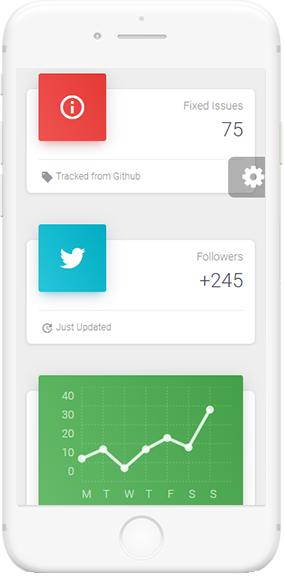 Fixed Issues
75
Tracked from Github
Followers
+245
Just Updated
40
30
20
10
0
M T W T F S S